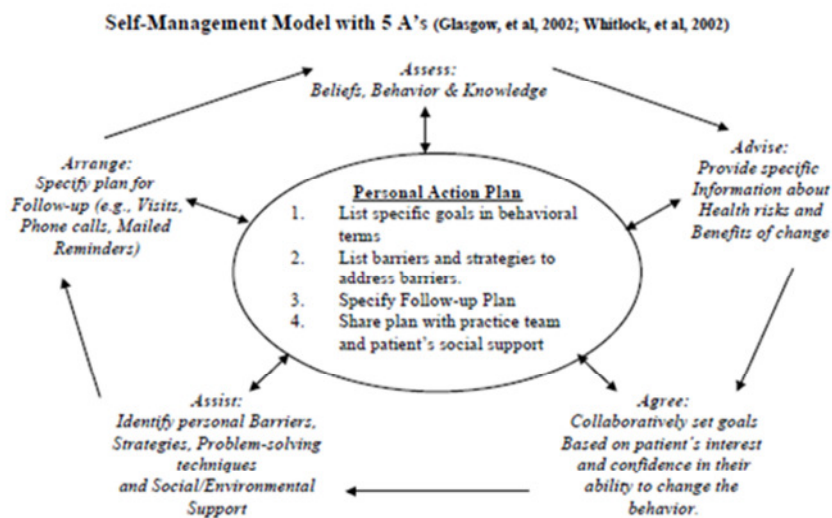 Self-Management Model with 5 A's (Glasgow, et al, 2002; Whitlock, et al, 2002)
Assess:
Beliefs, Behavior & Knowledge
Advise:
Provide specific
Information about
Health risks and
Benefits of change
Agree:
Collaboratively set goals
Based on patient's interest
and confidence in their
ability to change the
behavior.
Assist:
Identify personal Barriers,
Strategies, Problem-solving
techniques
and Social/Environmental
Support
Arrange:
Specify plan for
Follow-up (e.g., Visits,
Phone calls, Mailed
Reminders)
Personal Action Plan
1. List specific goals in behavioral
terms
2. List barriers and strategies to
address barriers.
3. Specify Follow-up Plan
4. Share plan with practice team
and patient's social support